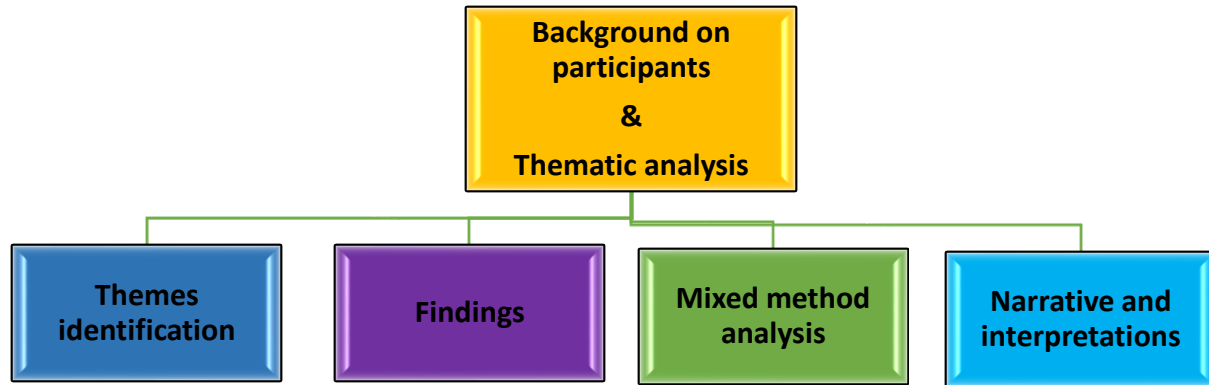 Background on
participants
&
Thematic analysis
Themes
identification
Findings
Mixed method
analysis
Narrative and
interpretations